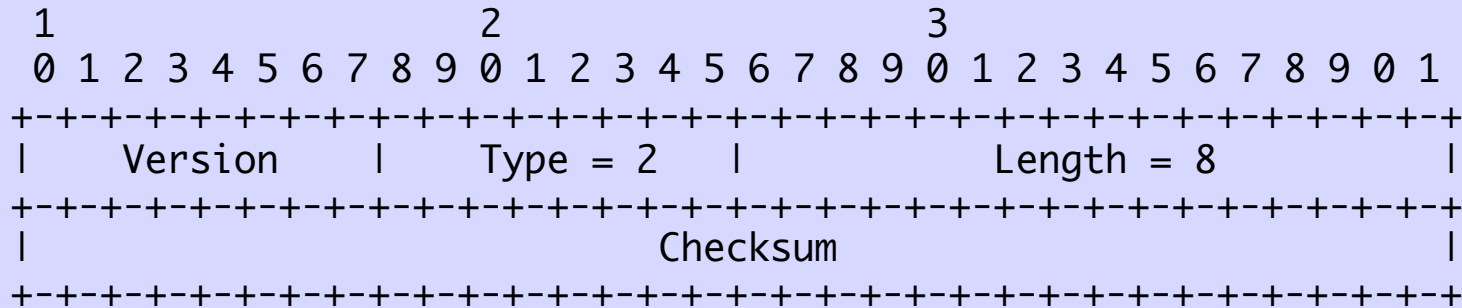 1                   2                   3
 0 1 2 3 4 5 6 7 8 9 0 1 2 3 4 5 6 7 8 9 0 1 2 3 4 5 6 7 8 9 0 1
+-+-+-+-+-+-+-+-+-+-+-+-+-+-+-+-+-+-+-+-+-+-+-+-+-+-+-+-+-+-+-+-+
|    Version    |    Type = 2   |           Length = 8          |
+-+-+-+-+-+-+-+-+-+-+-+-+-+-+-+-+-+-+-+-+-+-+-+-+-+-+-+-+-+-+-+-+
|                            Checksum                           |
+-+-+-+-+-+-+-+-+-+-+-+-+-+-+-+-+-+-+-+-+-+-+-+-+-+-+-+-+-+-+-+-+